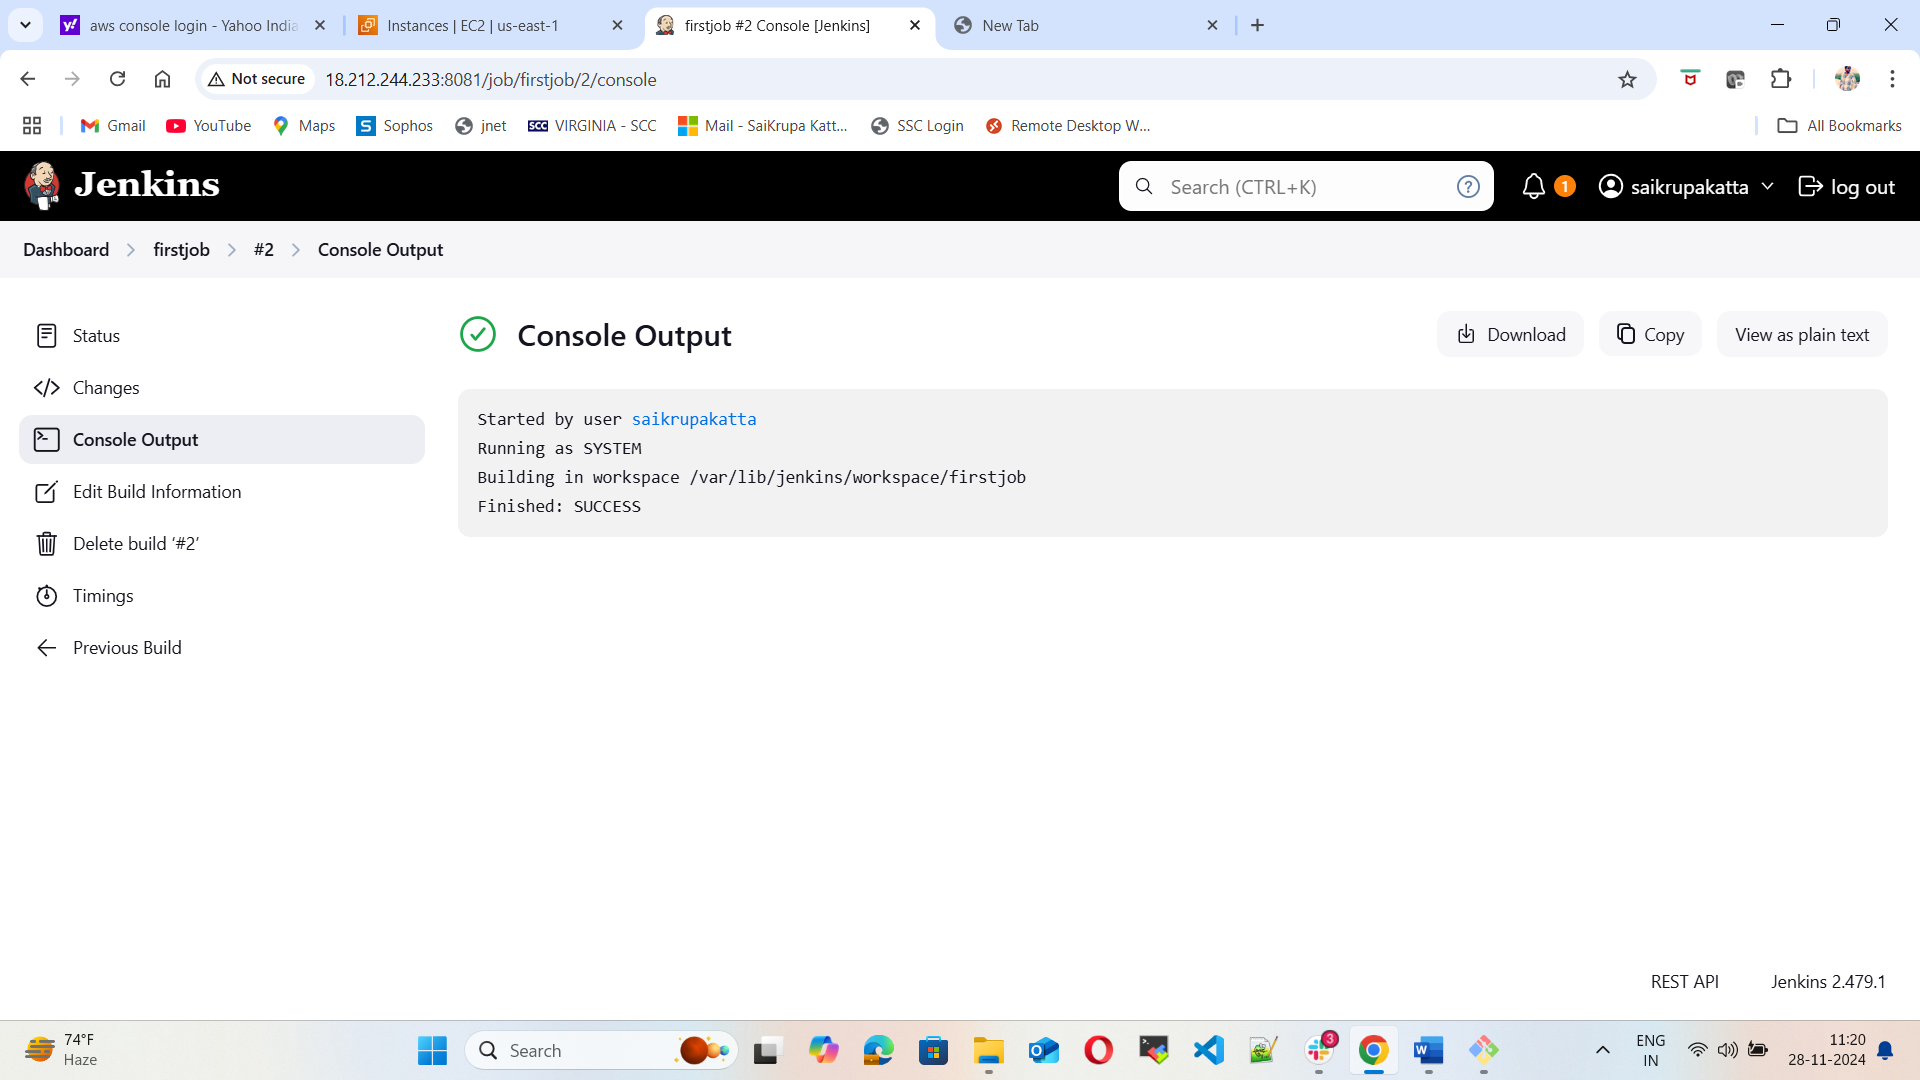 aws console login - Yahoo India
Instances | EC2 | us-east-1
firstjob #2 Console [Jenkins]
New Tab
Not secure
18.212.244.233:8081/job/firstjob/2/console
Gmail
YouTube
Maps
Sophos
jnet
SCC VIRGINIA - SCC
Mail - SaiKrupa Katt...
SSC Login
Remote Desktop W...
All Bookmarks
Jenkins
Search (CTRL+K)
?
1
saikrupakatta
log out
Dashboard
firstjob
#2
Console Output
Status
Changes
Console Output
Edit Build Information
Delete build ‘#2’
Timings
Previous Build
Console Output
Download
Copy
View as plain text
Started by user saikrupakatta
Running as SYSTEM
Building in workspace /var/lib/jenkins/workspace/firstjob
Finished: SUCCESS
REST API
Jenkins 2.479.1
74°F
Haze
Search
3
ENG
IN
11:20
28-11-2024